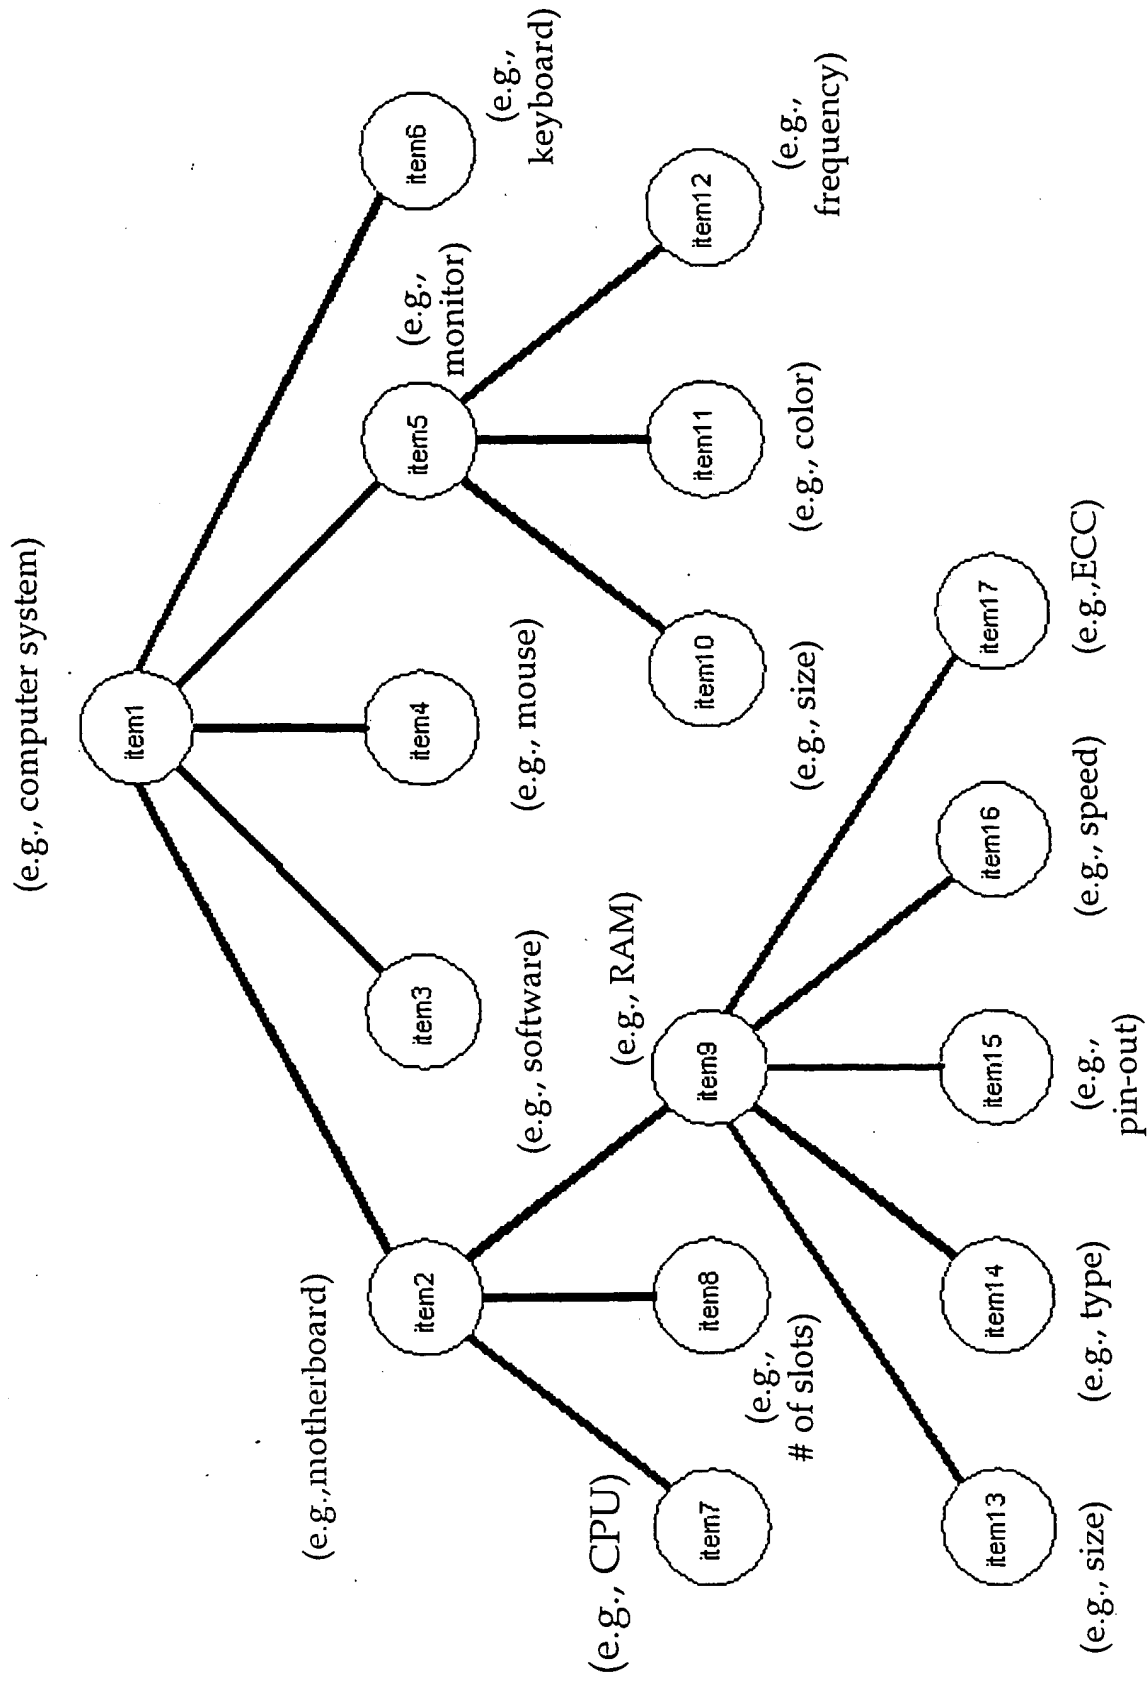 (e.g., computer system)
item1
(e.g.,motherboard)
item2
item3
(e.g., software)
item4
(e.g., mouse)
item5
(e.g.,
monitor)
item6
(e.g.,
keyboard)
(e.g., CPU)
item7
item8
(e.g.,
# of slots)
(e.g., RAM)
item9
item10
(e.g., size)
item11
(e.g., color)
item12
(e.g.,
frequency)
item13
(e.g., size)
item14
(e.g., type)
item15
(e.g.,
pin-out)
item16
(e.g., speed)
item17
(e.g.,ECC)